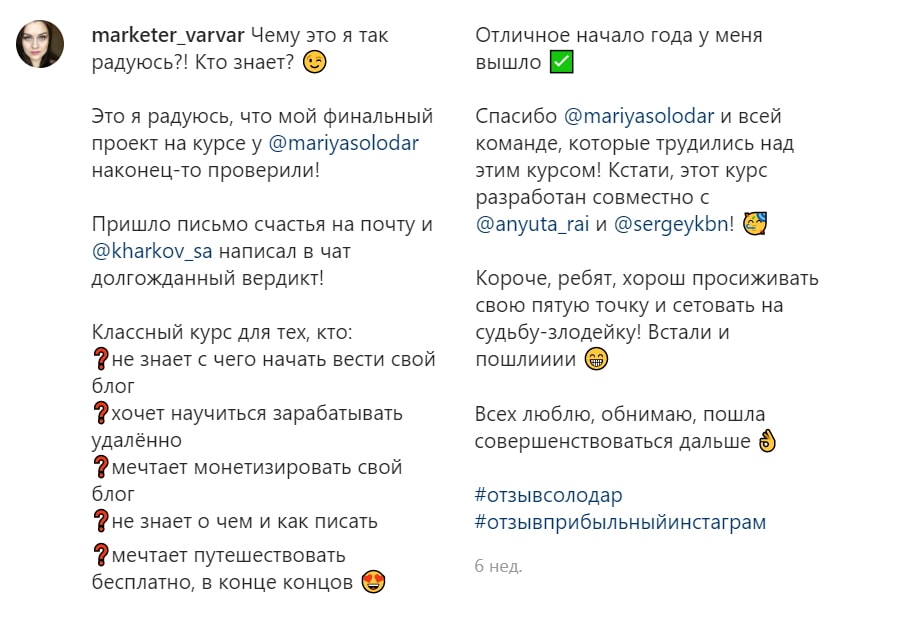 marketer_varvar Чему это я так
радуюсь?! Кто знает? 😉
Это я радуюсь, что мой финальный
проект на курсе у @mariyasolodar
наконец-то проверили!
Пришло письмо счастья на почту и
@kharkov_sa написал в чат
долгожданный вердикт!
Классный курс для тех, кто:
❓не знает с чего начать вести свой
блог
❓хочет научиться зарабатывать
удалённо
❓мечтает монетизировать свой
блог
❓не знает о чем и как писать
❓мечтает путешествовать
бесплатно, в конце концов 😍
Отличное начало года у меня
вышло ✅
Спасибо @mariyasolodar и всей
команде, которые трудились над
этим курсом! Кстати, этот курс
разработан совместно с
@anyuta_rai и @sergeykbn! 🥳
Короче, ребят, хорош просиживать
свою пятую точку и сетовать на
судьбу-злодейку! Встали и
пошлииии 😁
Всех люблю, обнимаю, пошла
совершенствоваться дальше 👌
#отзывсолодар
#отзывприбыльныйинстаграм
6 нед.